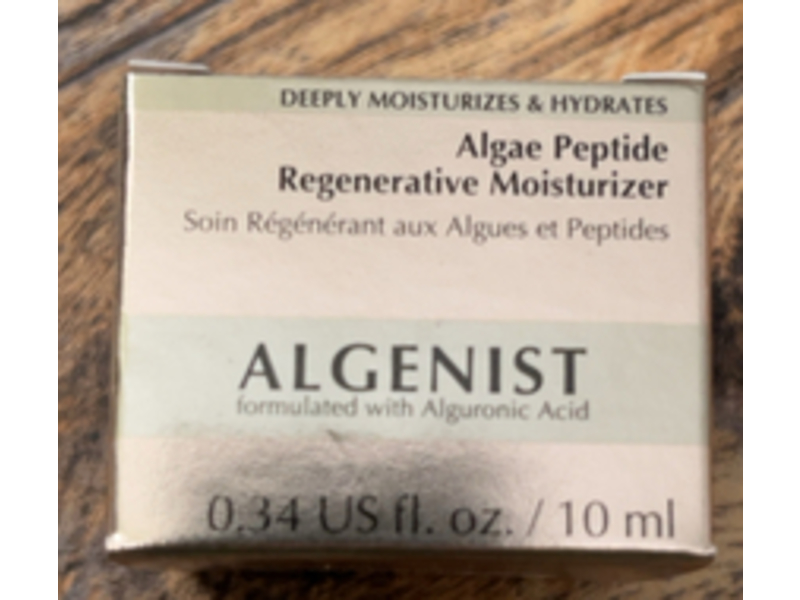 DEEPLY MOISTURIZES & HYDRATES
Algae Peptide
Regenerative Moisturizer
Soin Régénérant aux Algues et Peptides
ALGENIST
formulated with Alguronic Acid
0.34 US fl. oz. / 10 ml